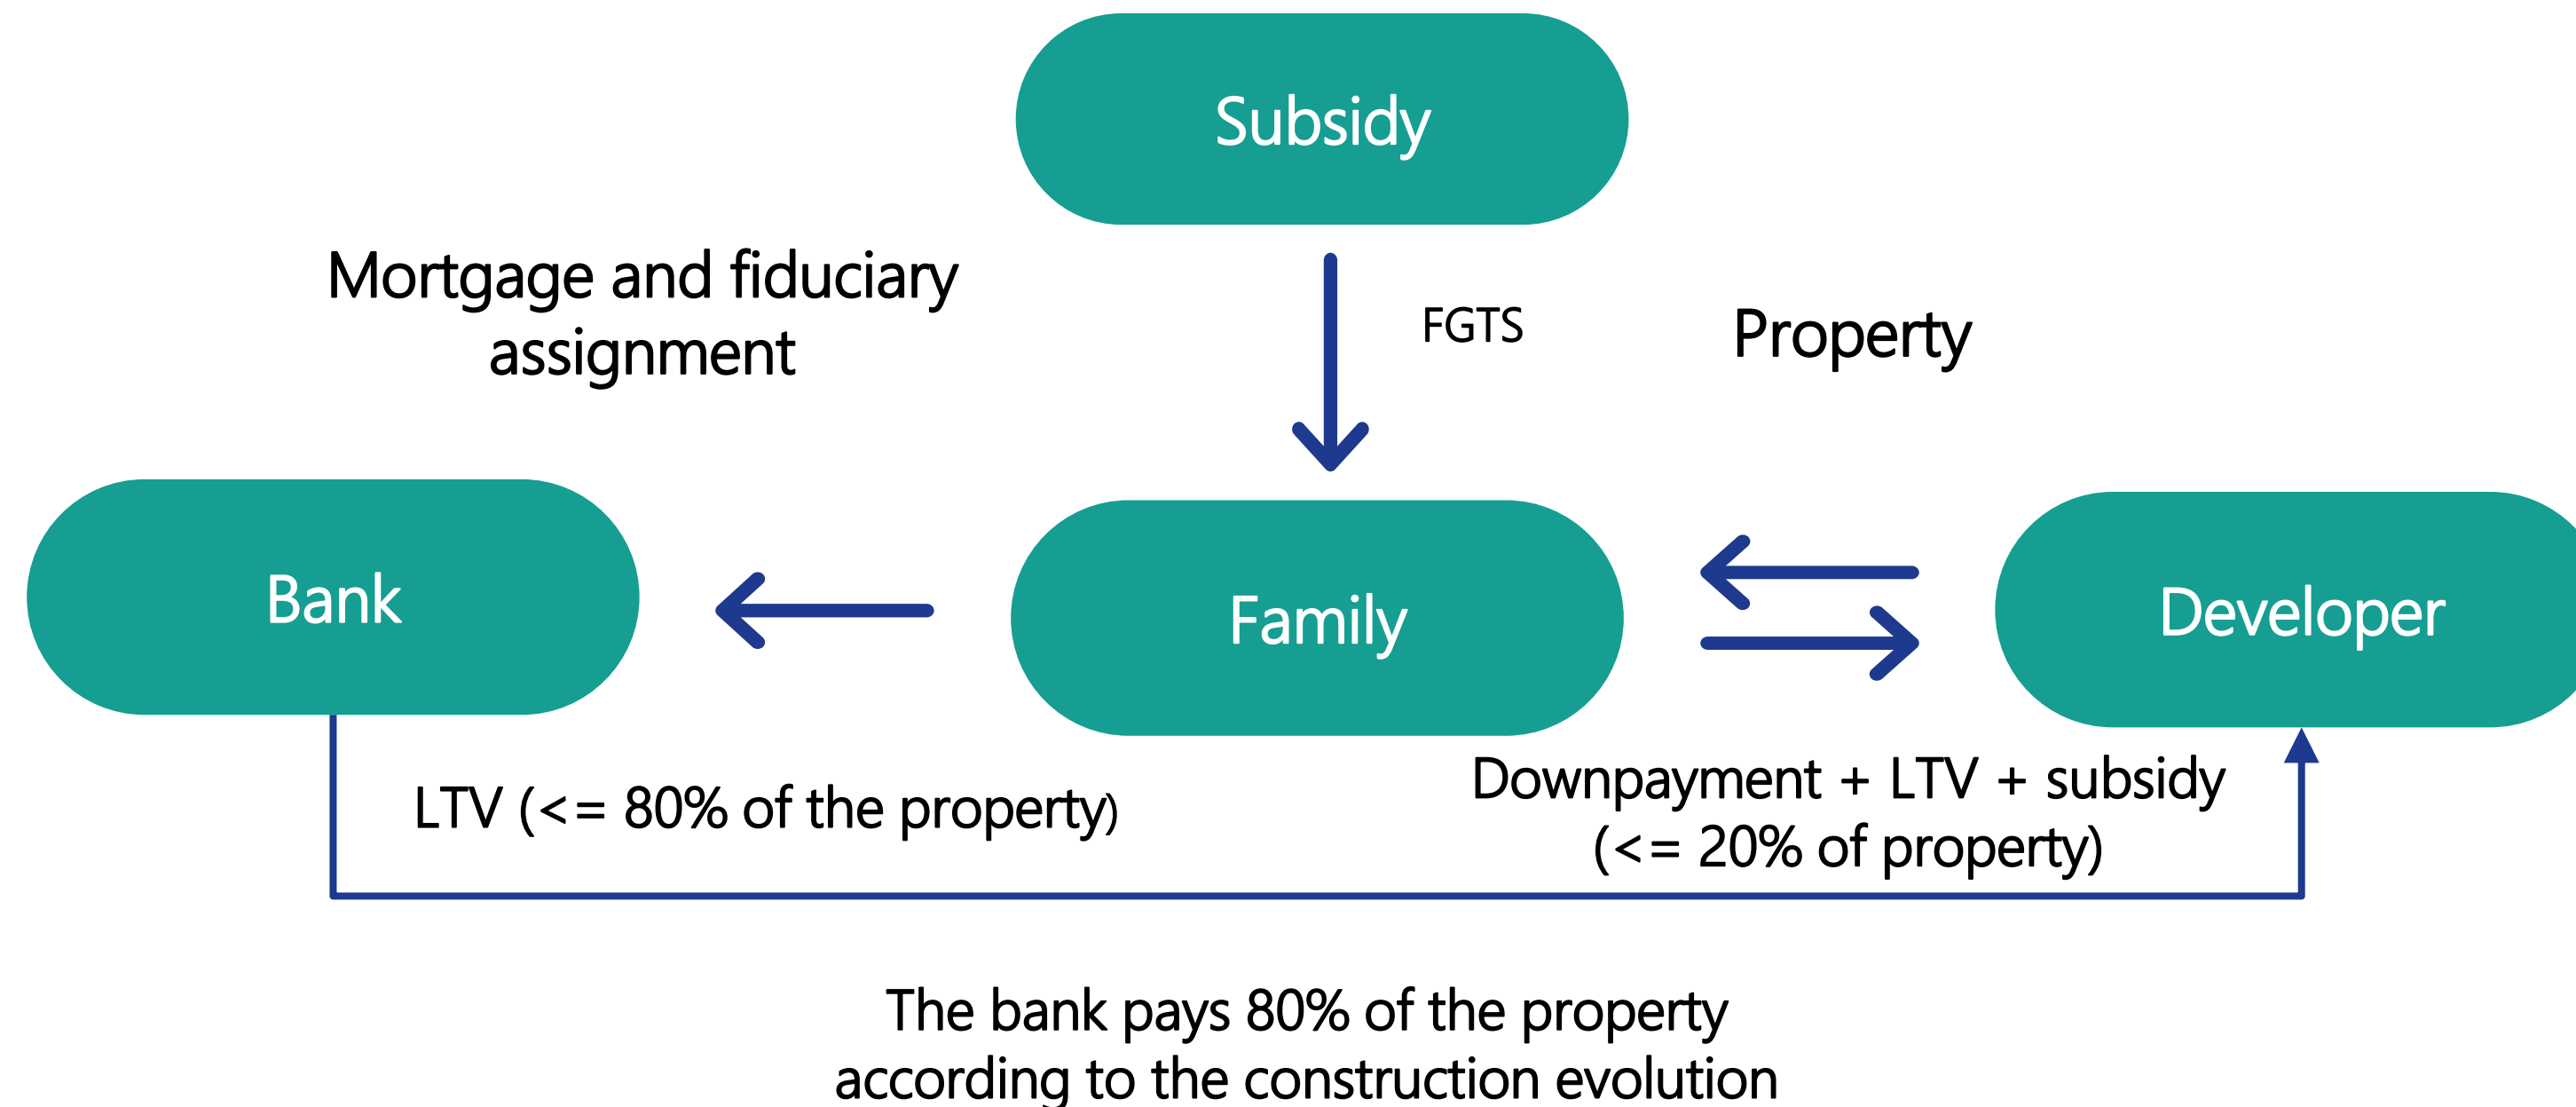 Subsidy
Mortgage and fiduciary
assignment
FGTS
Property
Bank
Family
Developer
LTV (<= 80% of the property)
Downpayment + LTV + subsidy
(<= 20% of property)
The bank pays 80% of the property
according to the construction evolution